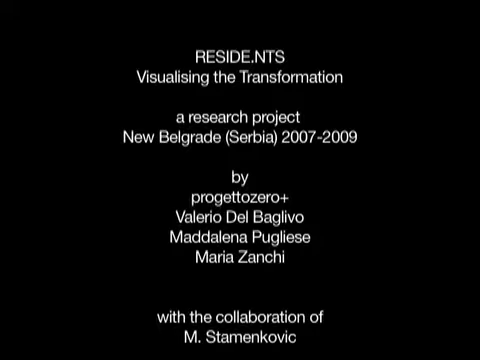 RESIDE.NTS
Visualising the Transformation
a research project
New Belgrade (Serbia) 2007-2009
by
progettozero+
Valerio Del Baglivo
Maddalena Pugliese
Maria Zanchi
with the collaboration of
M. Stamenkovic